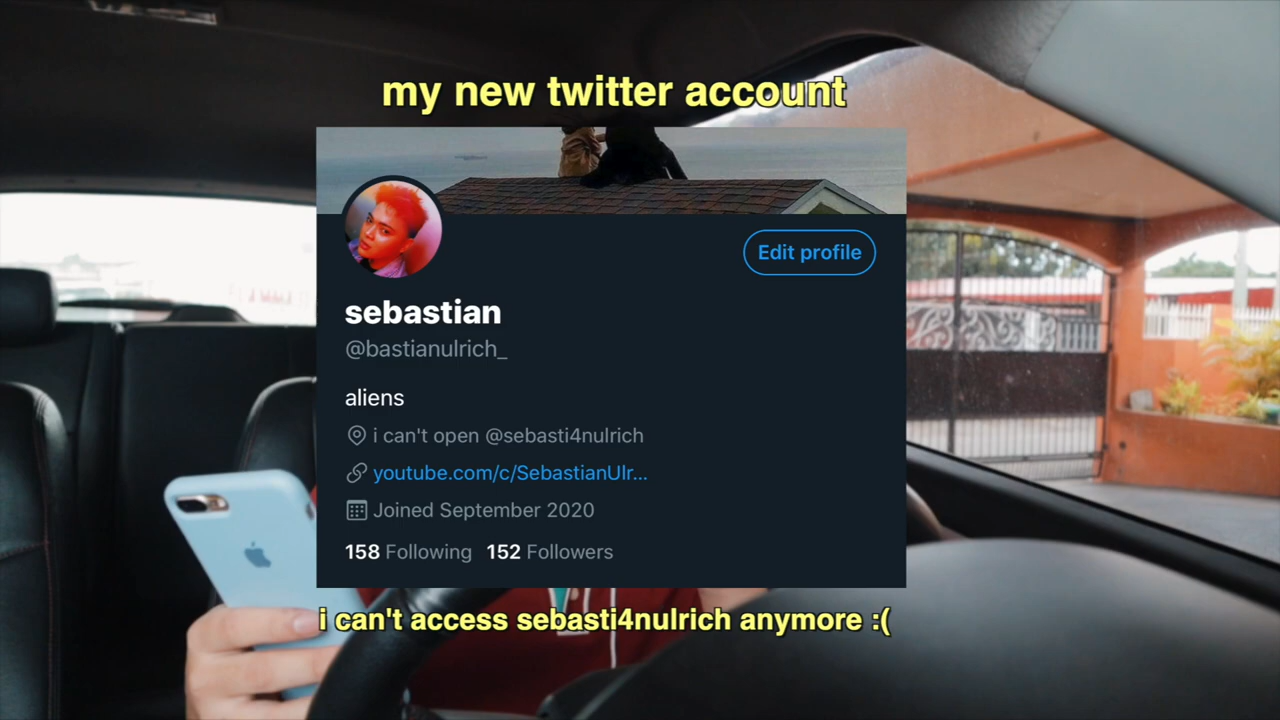 my new twitter account
Edit profile
sebastian
@bastianulrich_
aliens
i can't open @sebasti4nulrich
youtube.com/c/SebastianUlr...
Joined September 2020
158 Following 152 Followers
i can't access sebasti4nulrich anymore :(